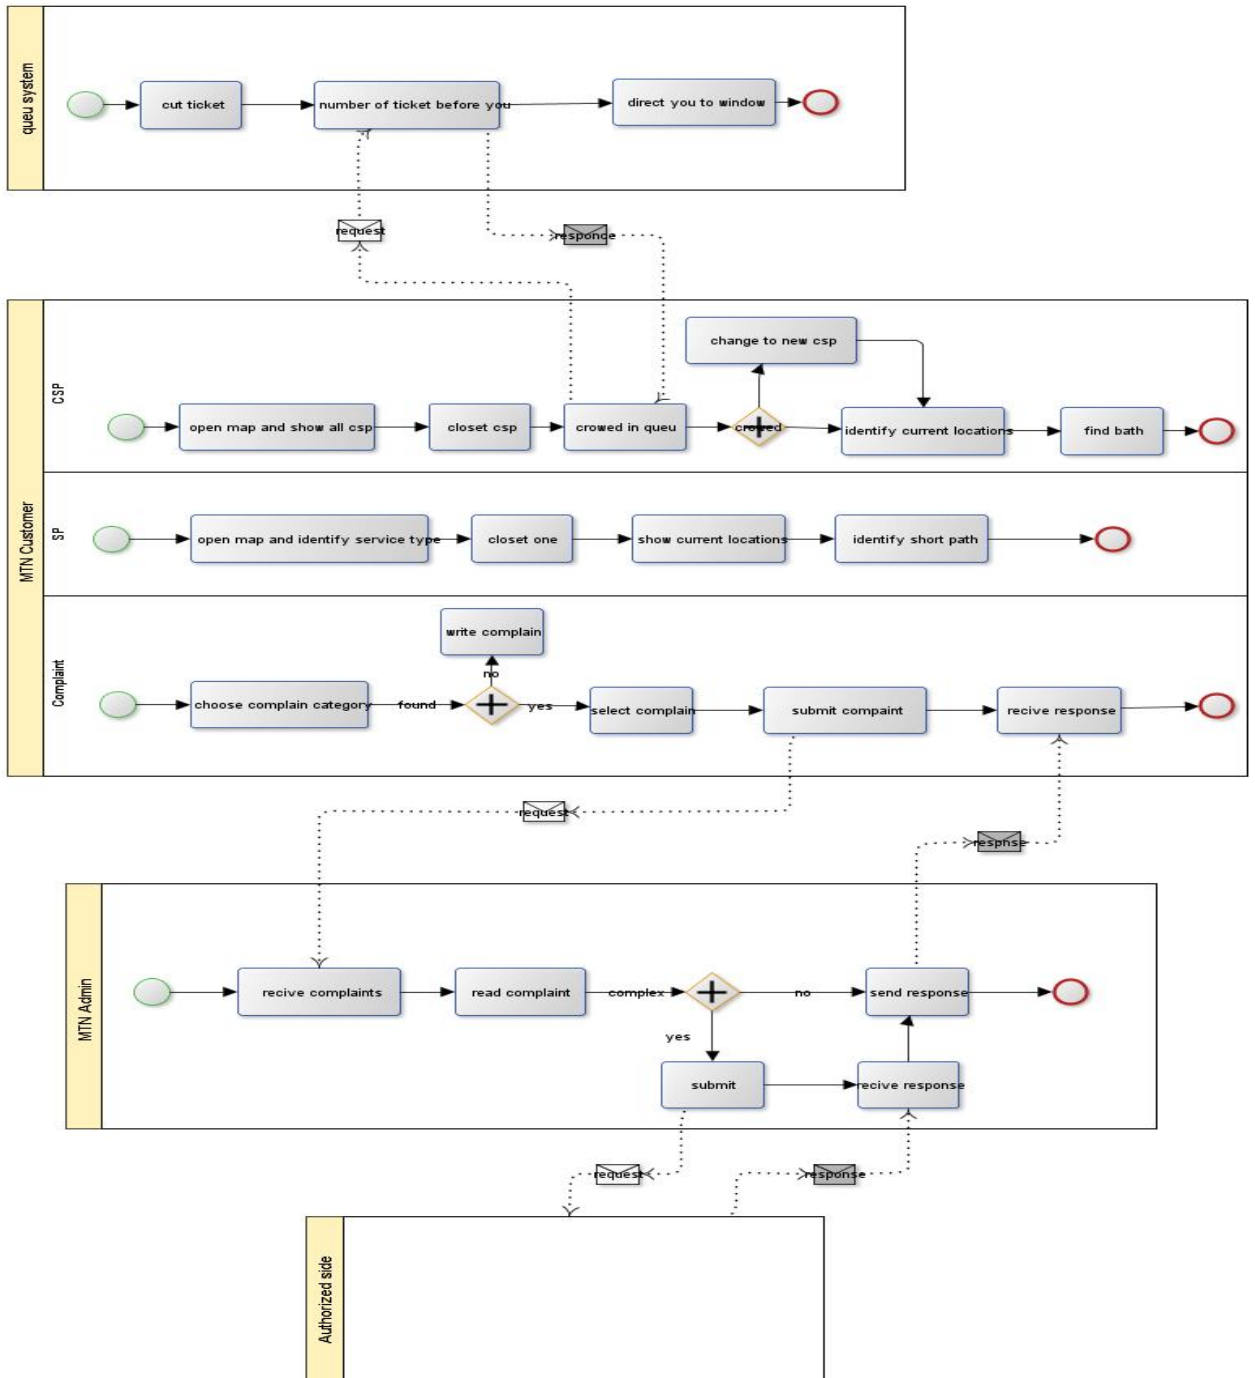 queu system
cut ticket
number of ticket before you
direct you to window
request
responce
MTN Customer
CSP
change to new csp
open map and show all csp
closet csp
crowed in queu
crowed
identify current locations
find bath
SP
open map and identify service type
closet one
show current locations
identify short path
Complaint
write complain
no
choose complain category
found
yes
select complain
submit compaint
recive response
request
respnse
MTN Admin
recive complaints
read complaint
complex
no
send response
yes
submit
recive response
request
response
Authorized side